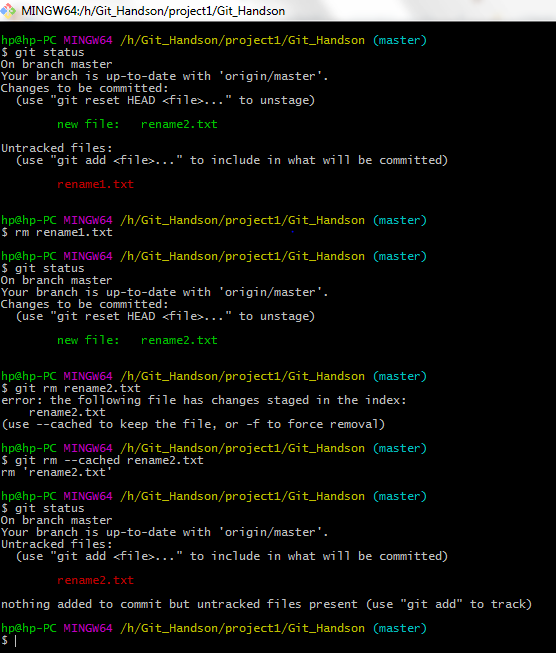 MINGW64:/h/Git_Handson/project1/Git_Handson
hp@hp-PC MINGW64 /h/Git_Handson/project1/Git_Handson (master)
$ git status
On branch master
Your branch is up-to-date with 'origin/master'.
Changes to be committed:
  (use "git reset HEAD <file>..." to unstage)
        new file:   rename2.txt
Untracked files:
  (use "git add <file>..." to include in what will be committed)
        rename1.txt
hp@hp-PC MINGW64 /h/Git_Handson/project1/Git_Handson (master)
$ rm rename1.txt
hp@hp-PC MINGW64 /h/Git_Handson/project1/Git_Handson (master)
$ git status
On branch master
Your branch is up-to-date with 'origin/master'.
Changes to be committed:
  (use "git reset HEAD <file>..." to unstage)
        new file:   rename2.txt
hp@hp-PC MINGW64 /h/Git_Handson/project1/Git_Handson (master)
$ git rm rename2.txt
error: the following file has changes staged in the index:
    rename2.txt
(use --cached to keep the file, or -f to force removal)
hp@hp-PC MINGW64 /h/Git_Handson/project1/Git_Handson (master)
$ git rm --cached rename2.txt
rm 'rename2.txt'
hp@hp-PC MINGW64 /h/Git_Handson/project1/Git_Handson (master)
$ git status
On branch master
Your branch is up-to-date with 'origin/master'.
Untracked files:
  (use "git add <file>..." to include in what will be committed)
        rename2.txt
nothing added to commit but untracked files present (use "git add" to track)
hp@hp-PC MINGW64 /h/Git_Handson/project1/Git_Handson (master)
$